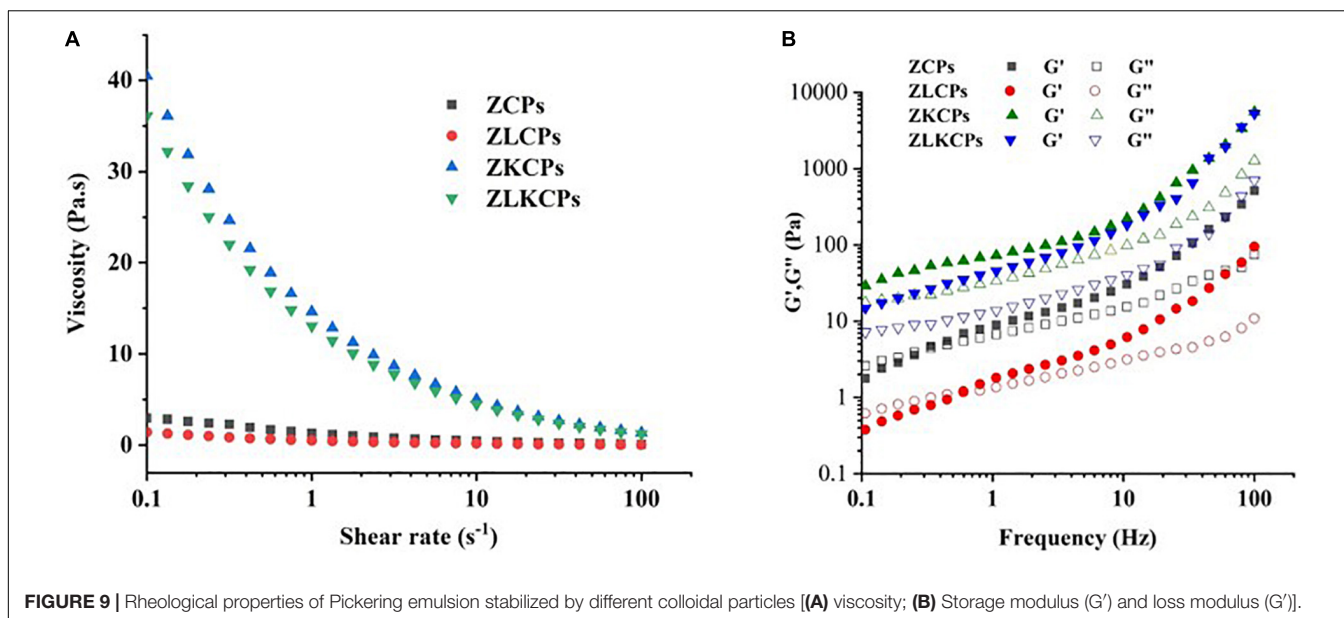 A
Viscosity (Pa.s)
40
30
20
10
0
0.1 1 10 100
Shear rate (s⁻¹)
ZCPs
ZLCPs
ZKCPs
ZLKCPs
B
ZCPs G' G"
ZLCPs G' G"
ZKCPs G' G"
ZLKCPs G' G"
G',G" (Pa)
10000
1000
100
10
1
0.1
0.1 1 10 100
Frequency (Hz)
FIGURE 9 | Rheological properties of Pickering emulsion stabilized by different colloidal particles [(A) viscosity; (B) Storage modulus (G′) and loss modulus (G′)].